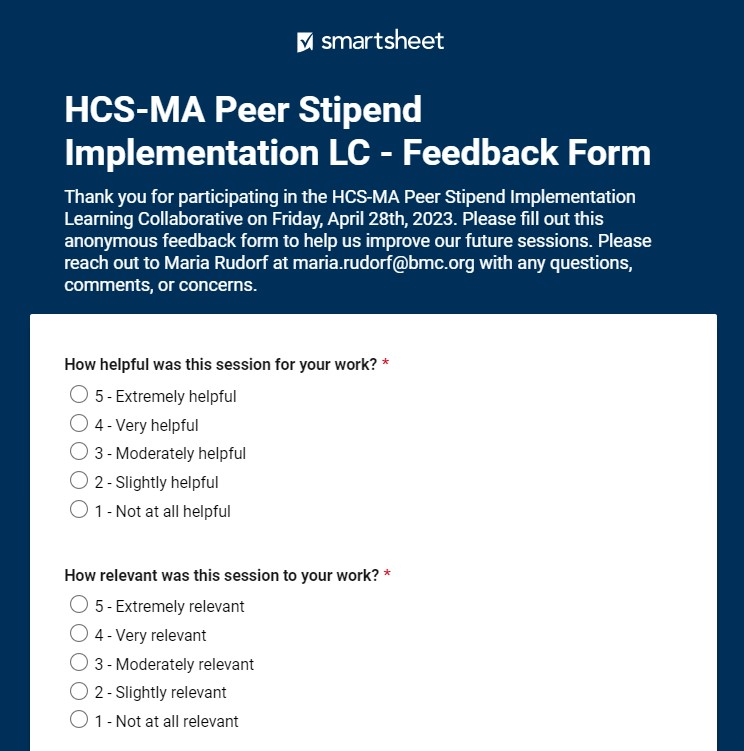 smartsheet
HCS-MA Peer Stipend
Implementation LC - Feedback Form
Thank you for participating in the HCS-MA Peer Stipend Implementation
Learning Collaborative on Friday, April 28th, 2023. Please fill out this
anonymous feedback form to help us improve our future sessions. Please
reach out to Maria Rudorf at maria.rudorf@bmc.org with any questions,
comments, or concerns.
How helpful was this session for your work? *
5 - Extremely helpful
4 - Very helpful
3 - Moderately helpful
2 - Slightly helpful
1 - Not at all helpful
How relevant was this session to your work? *
5 - Extremely relevant
4 - Very relevant
3 - Moderately relevant
2 - Slightly relevant
1 - Not at all relevant